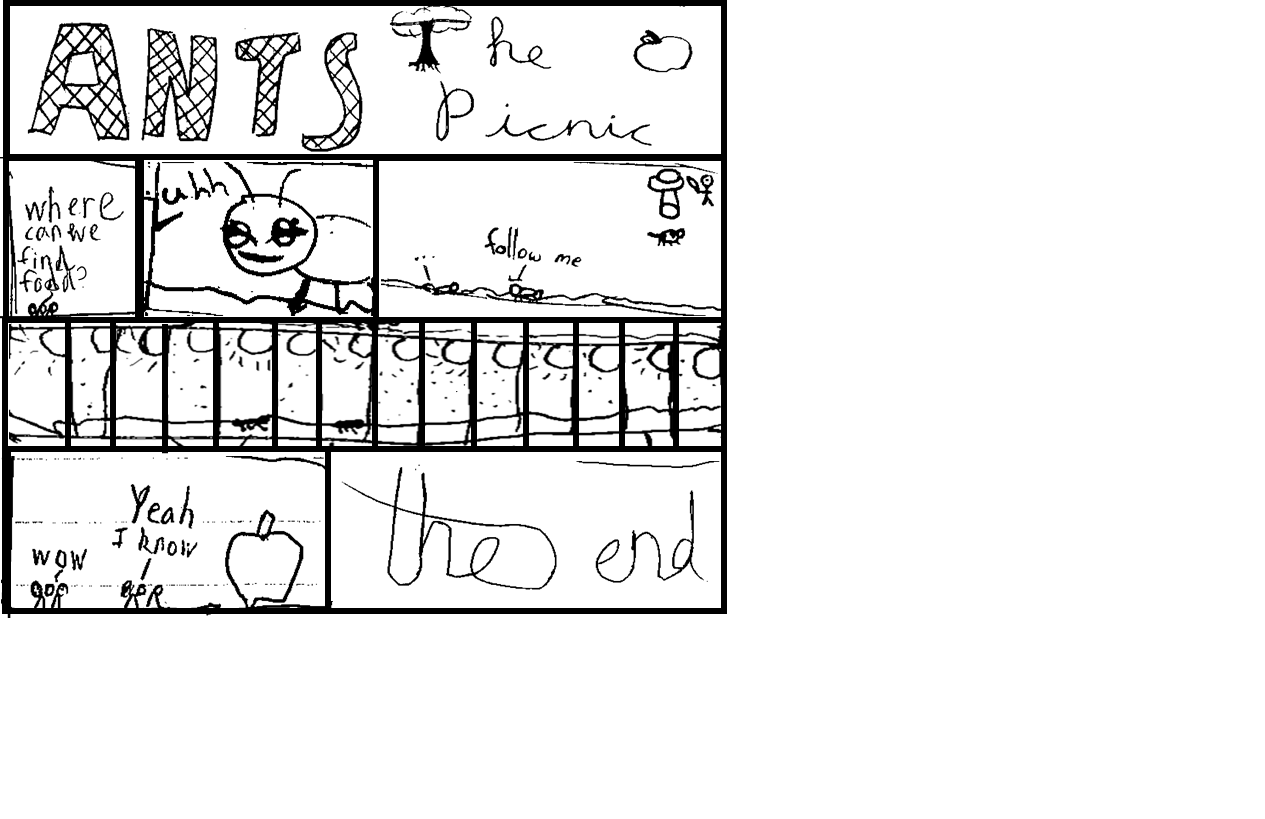 ANTS The
Picnic
where
can we
find
food?
uhh
...
follow me
wow
Yeah
I know
the end